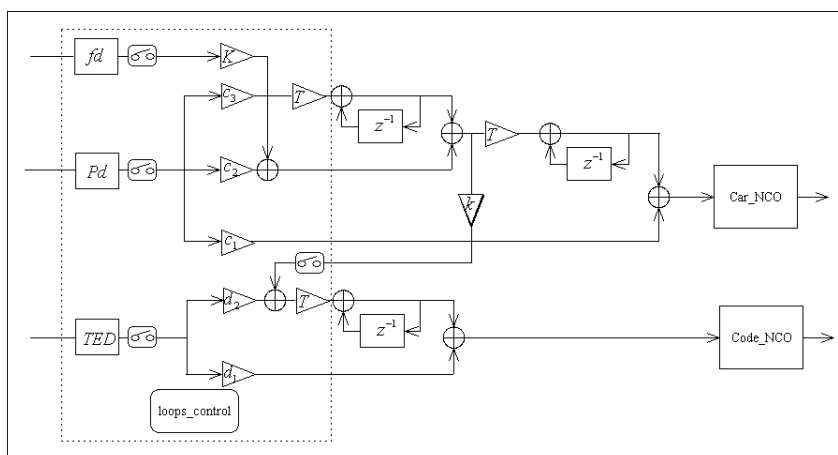 fd
K
c₃
T
z⁻¹
T
z⁻¹
Pd
c₂
Car_NCO
k
c₁
d₂
T
z⁻¹
TED
Code_NCO
d₁
loops_control